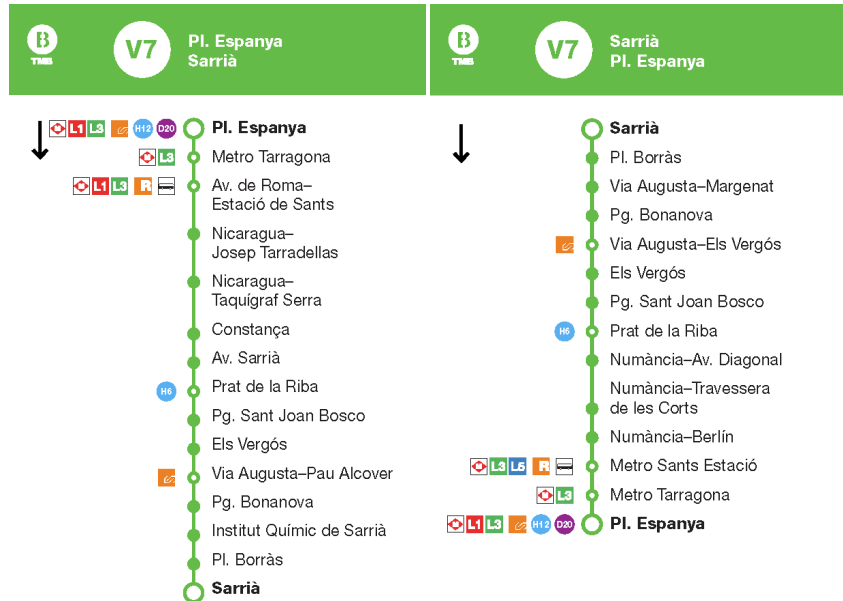 B
TMB
V7
Pl. Espanya
Sarrià
L1 L3 H12 D20 Pl. Espanya
L3 Metro Tarragona
L1 L3 R Av. de Roma–
Estació de Sants
Nicaragua–
Josep Tarradellas
Nicaragua–
Taquígraf Serra
Constança
Av. Sarrià
H6 Prat de la Riba
Pg. Sant Joan Bosco
Els Vergós
Via Augusta–Pau Alcover
Pg. Bonanova
Institut Químic de Sarrià
Pl. Borràs
Sarrià
B
TMB
V7
Sarrià
Pl. Espanya
Sarrià
Pl. Borràs
Via Augusta–Margenat
Pg. Bonanova
Via Augusta–Els Vergós
Els Vergós
Pg. Sant Joan Bosco
H6 Prat de la Riba
Numància–Av. Diagonal
Numància–Travessera
de les Corts
Numància–Berlín
L3 L5 R Metro Sants Estació
L3 Metro Tarragona
L1 L3 H12 D20 Pl. Espanya